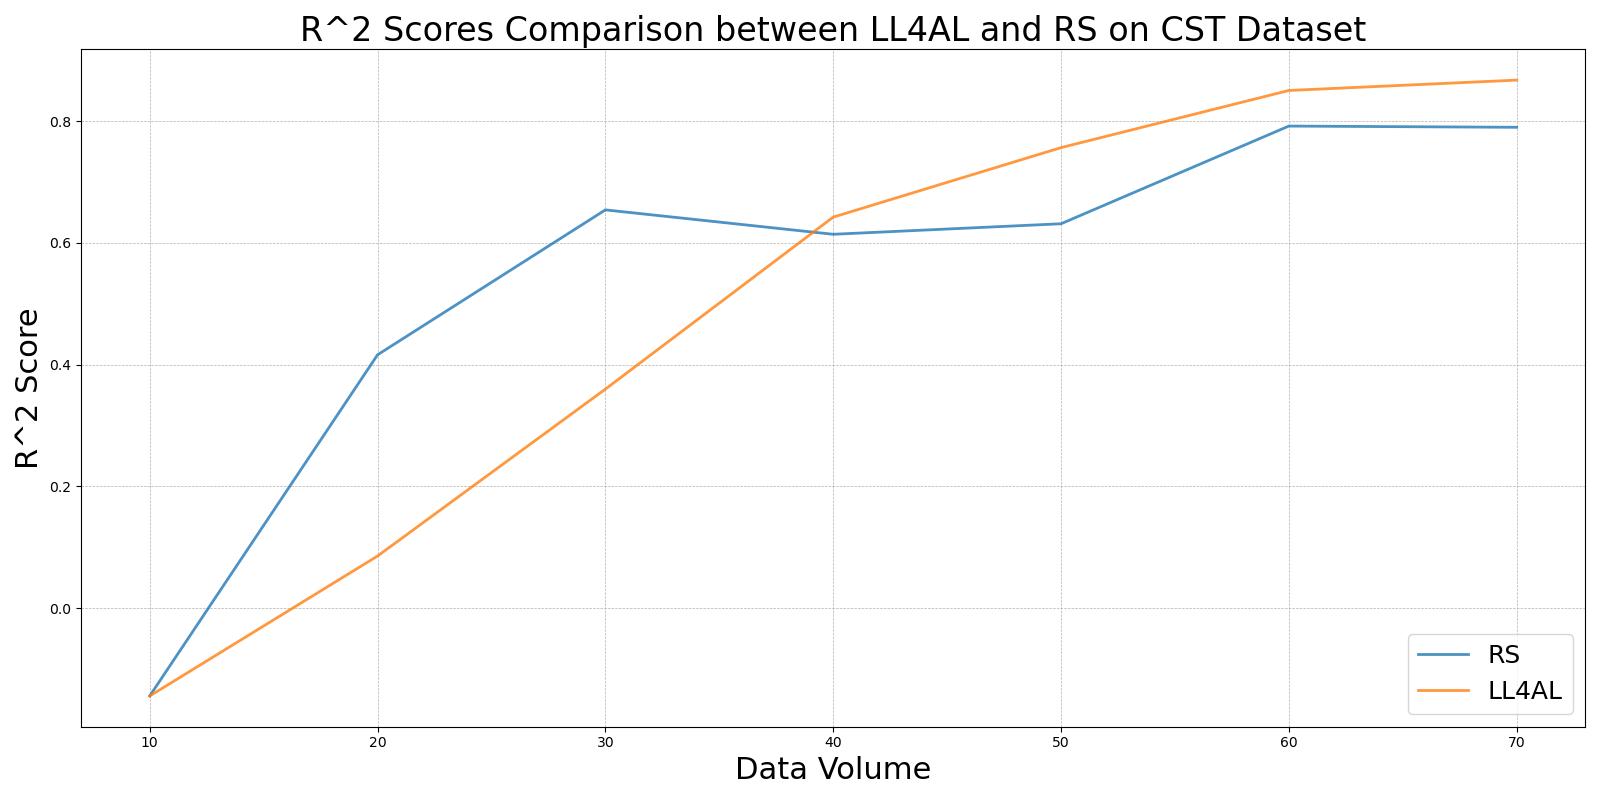 R^2 Scores Comparison between LL4AL and RS on CST Dataset
R^2 Score
0.8
0.6
0.4
0.2
0.0
10 20 30 40 50 60 70
Data Volume
RS
LL4AL